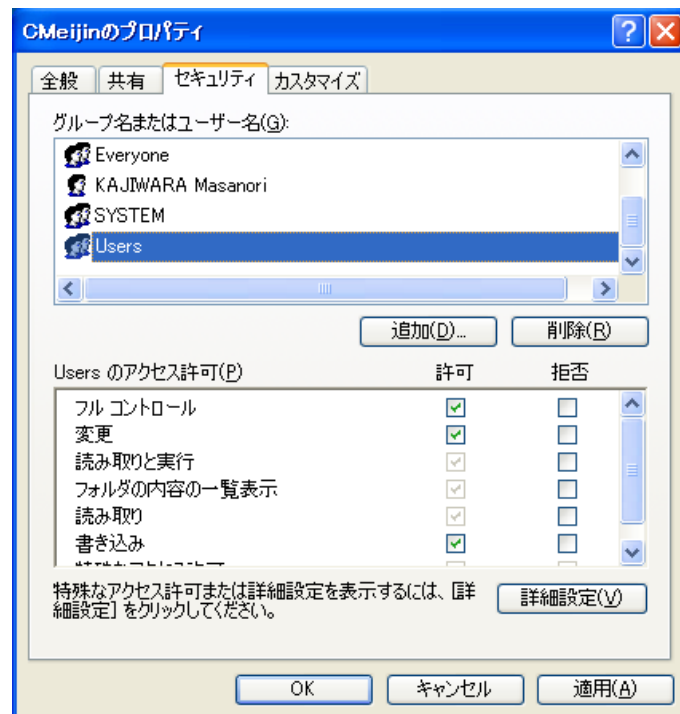 CMeijinのプロパティ
全般 共有 セキュリティ カスタマイズ
グループ名またはユーザー名(G):
Everyone
KAJIWARA Masanori
SYSTEM
Users
追加(D)... 削除(R)
Users のアクセス許可(P) 許可 拒否
フル コントロール
変更
読み取りと実行
フォルダの内容の一覧表示
読み取り
書き込み
特殊なアクセス許可または詳細設定を表示するには、[詳
細設定] をクリックしてください。
詳細設定(V)
OK キャンセル 適用(A)